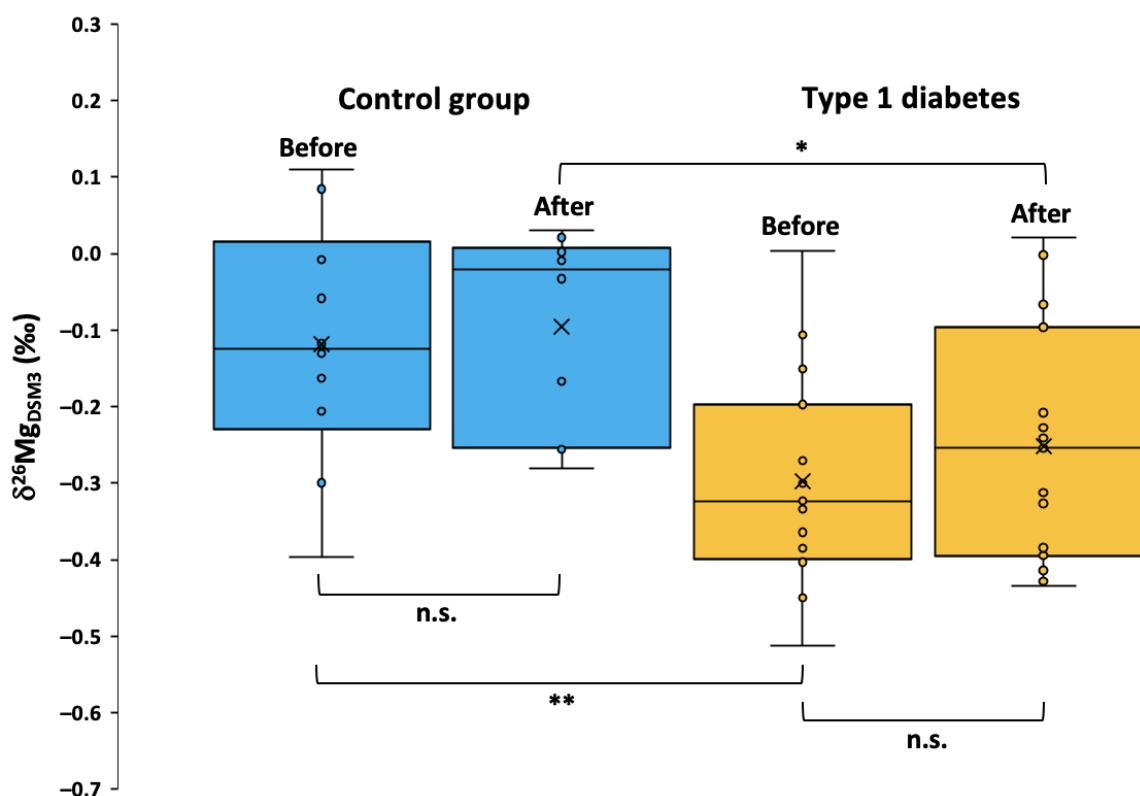 0.3
0.2
0.1
0.0
–0.1
–0.2
–0.3
–0.4
–0.5
–0.6
–0.7
δ²⁶Mg_DSM3 (‰)
Control group
Type 1 diabetes
Before
After
Before
After
*
n.s.
**
n.s.